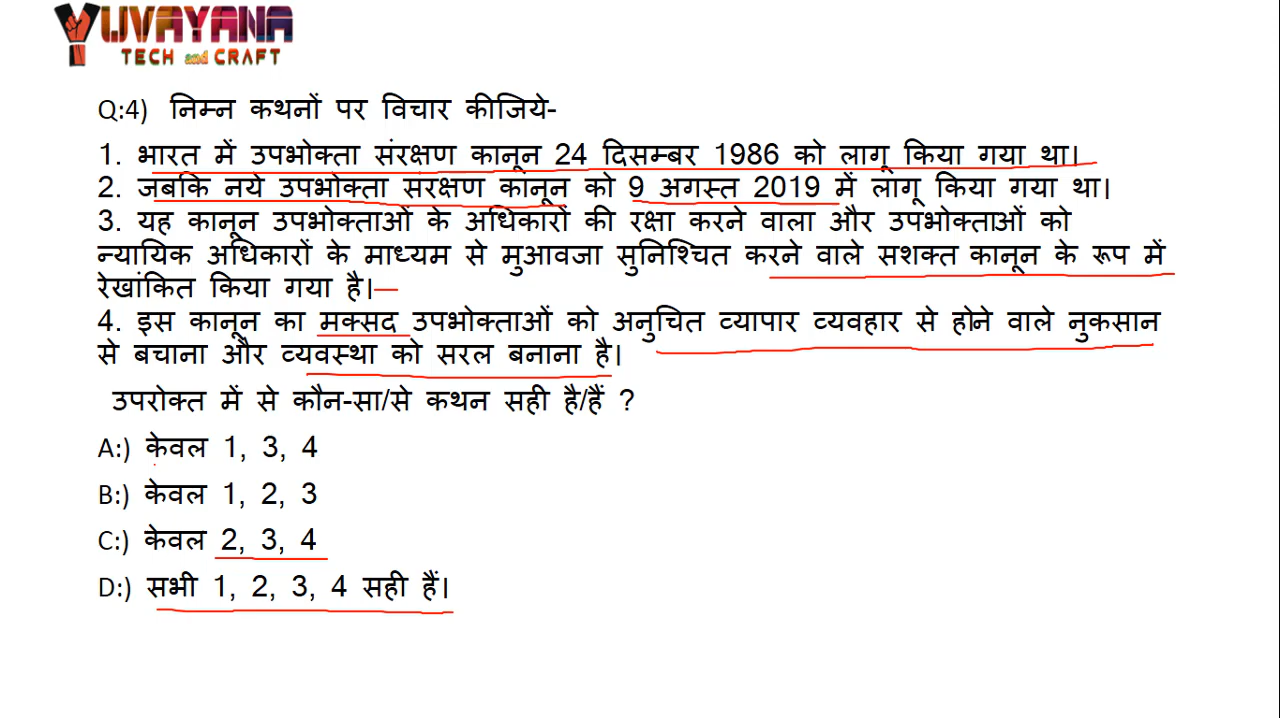 YUVAYANA
TECH and CRAFT
Q:4) निम्न कथनों पर विचार कीजिये-
1. भारत में उपभोक्ता संरक्षण कानून 24 दिसम्बर 1986 को लागू किया गया था।
2. जबकि नये उपभोक्ता संरक्षण कानून को 9 अगस्त 2019 में लागू किया गया था।
3. यह कानून उपभोक्ताओं के अधिकारों की रक्षा करने वाला और उपभोक्ताओं को
न्यायिक अधिकारों के माध्यम से मुआवजा सुनिश्चित करने वाले सशक्त कानून के रूप में
रेखांकित किया गया है।
4. इस कानून का मक्सद उपभोक्ताओं को अनुचित व्यापार व्यवहार से होने वाले नुकसान
से बचाना और व्यवस्था को सरल बनाना है।
उपरोक्त में से कौन-सा/से कथन सही है/हैं ?
A:) केवल 1, 3, 4
B:) केवल 1, 2, 3
C:) केवल 2, 3, 4
D:) सभी 1, 2, 3, 4 सही हैं।